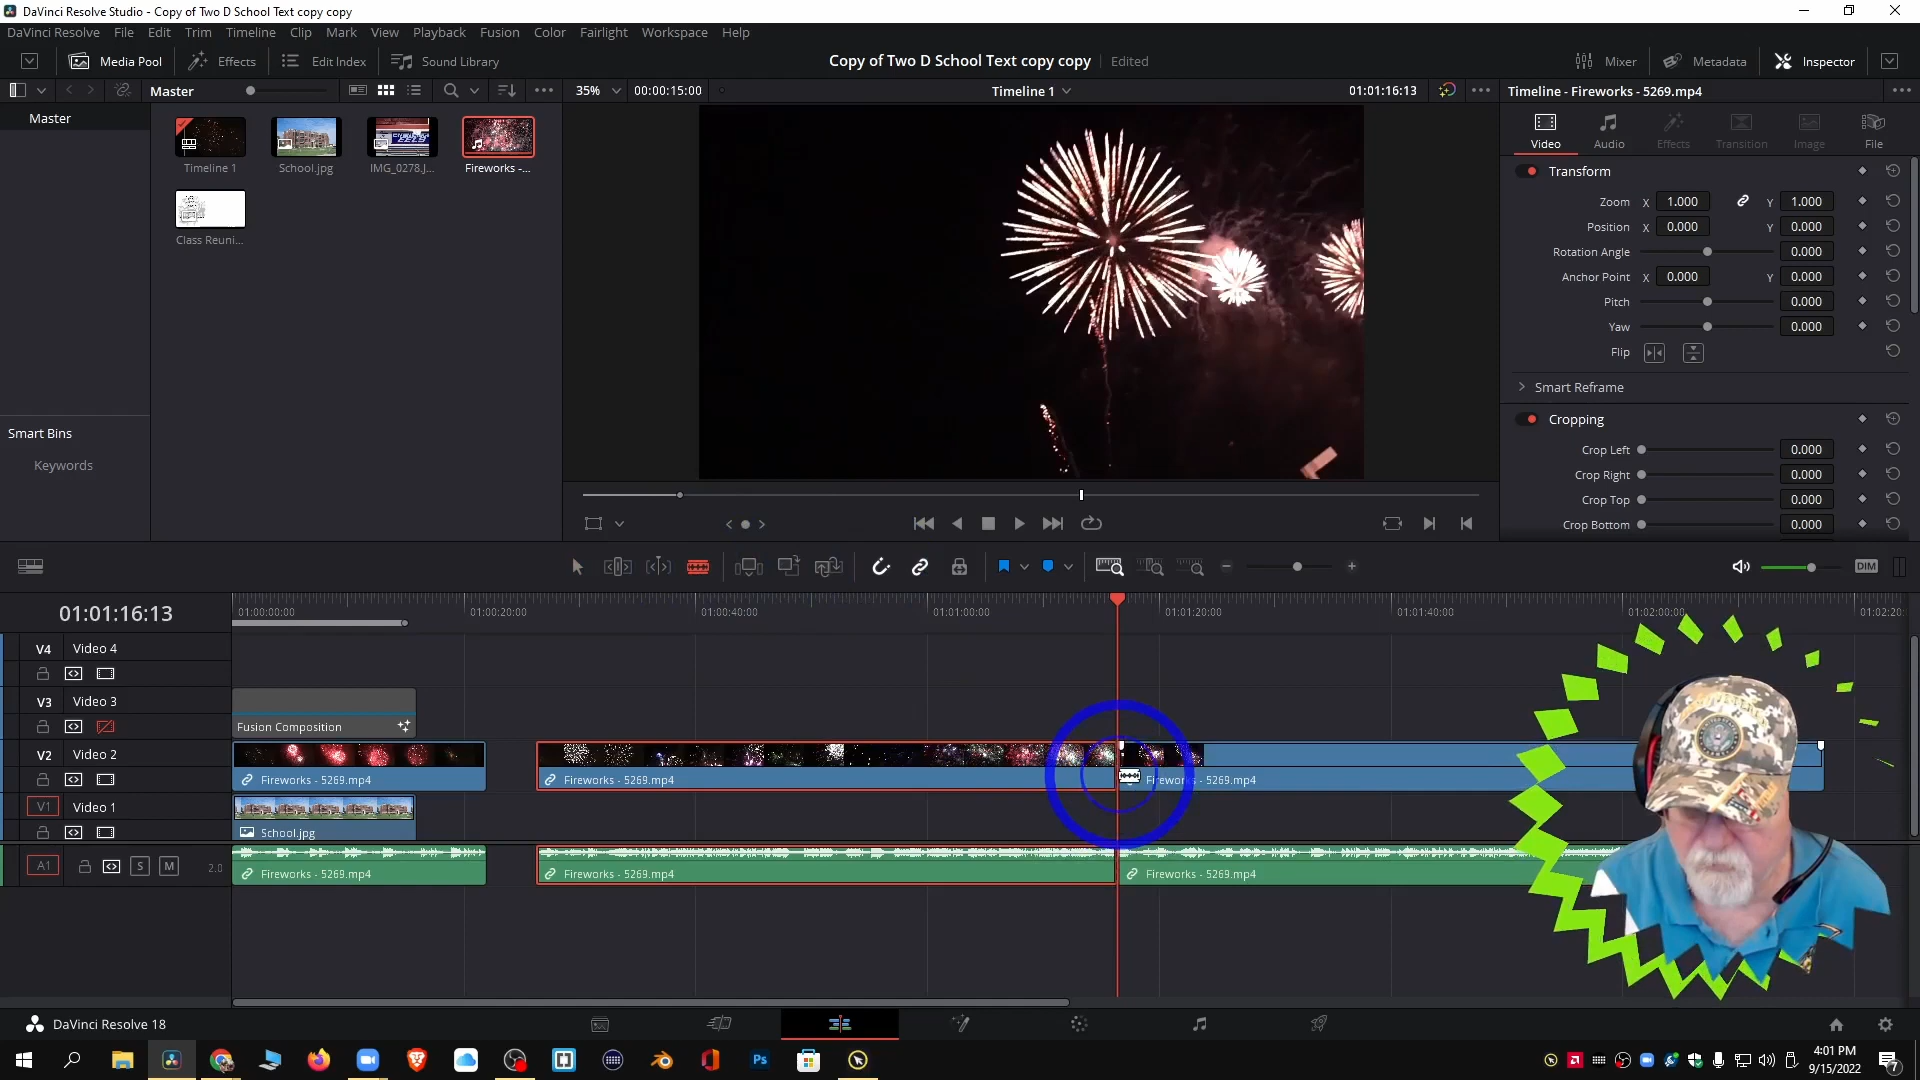 DaVinci Resolve Studio - Copy of Two D School Text copy copy
DaVinci Resolve File Edit Trim Timeline Clip Mark View Playback Fusion Color Fairlight Workspace Help
Media Pool Effects Edit Index Sound Library Copy of Two D School Text copy copy Edited Mixer Metadata Inspector
Master 35% 00:00:15:00 Timeline 1 01:01:16:13 Timeline - Fireworks - 5269.mp4
Master
Timeline 1 School.jpg IMG_0278.J... Fireworks -...
Class Reuni...
Smart Bins
Keywords
Video Audio Effects Transition Image File
Transform
Zoom X 1.000 Y 1.000
Position X 0.000 Y 0.000
Rotation Angle 0.000
Anchor Point X 0.000 Y 0.000
Pitch 0.000
Yaw 0.000
Flip
Smart Reframe
Cropping
Crop Left 0.000
Crop Right 0.000
Crop Top 0.000
Crop Bottom 0.000
DIM
01:01:16:13 01:00:00:00 01:00:20:00 01:00:40:00 01:01:00:00 01:01:20:00 01:01:40:00 01:02:00:00 01:02:20:
V4 Video 4
V3 Video 3
Fusion Composition
V2 Video 2
Fireworks - 5269.mp4 Fireworks - 5269.mp4 Fireworks - 5269.mp4
V1 Video 1
School.jpg
A1 S M 2.0
Fireworks - 5269.mp4 Fireworks - 5269.mp4 Fireworks - 5269.mp4
DaVinci Resolve 18
Ps
4:01 PM
9/15/2022
7